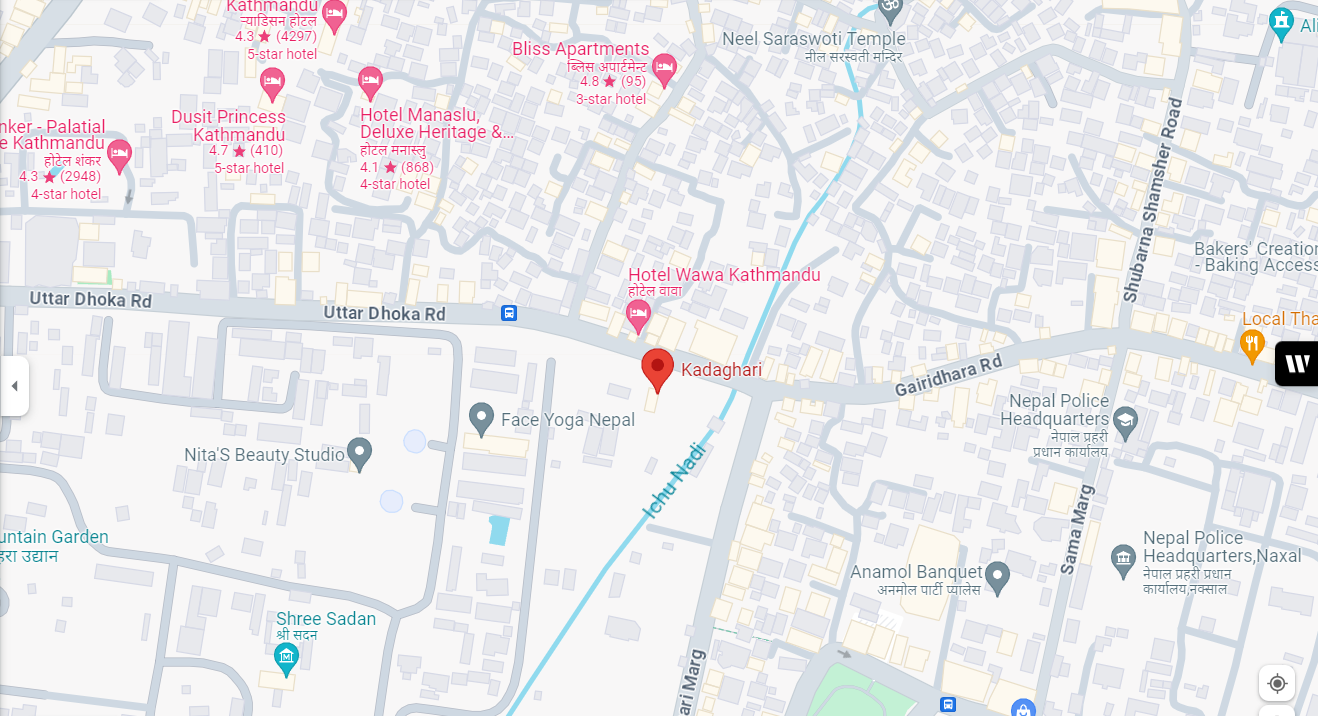 Kathmandu
न्याडिसन होटल
4.3 ★ (4297)
5-star hotel
Bliss Apartments
ब्लिस अपार्टमेन्ट
4.8 ★ (95)
3-star hotel
Neel Saraswoti Temple
नील सरस्वती मन्दिर
Ali
Dusit Princess
Kathmandu
4.7 ★ (410)
5-star hotel
Hotel Manaslu,
Deluxe Heritage &...
होटल मनास्लु
4.1 ★ (868)
4-star hotel
nker - Palatial
e Kathmandu
होटेल शंकर
4.3 ★ (2948)
4-star hotel
Shubarna Shamsher Road
Bakers' Creation
- Baking Access
Hotel Wawa Kathmandu
होटेल वावा
Uttar Dhoka Rd
Uttar Dhoka Rd
Local Tha
Kadaghari
Gairidhara Rd
Nepal Police
Headquarters
नेपाल प्रहरी
प्रधान कार्यालय
Face Yoga Nepal
Nita'S Beauty Studio
Ichu Nadi
Sama Marg
untain Garden
हरा उद्यान
Nepal Police
Headquarters,Naxal
नेपाल प्रहरी प्रधान
कार्यालय,नक्साल
Anamol Banquet
अनमोल पार्टी प्यालेस
Shree Sadan
श्री सदन
ari Marg